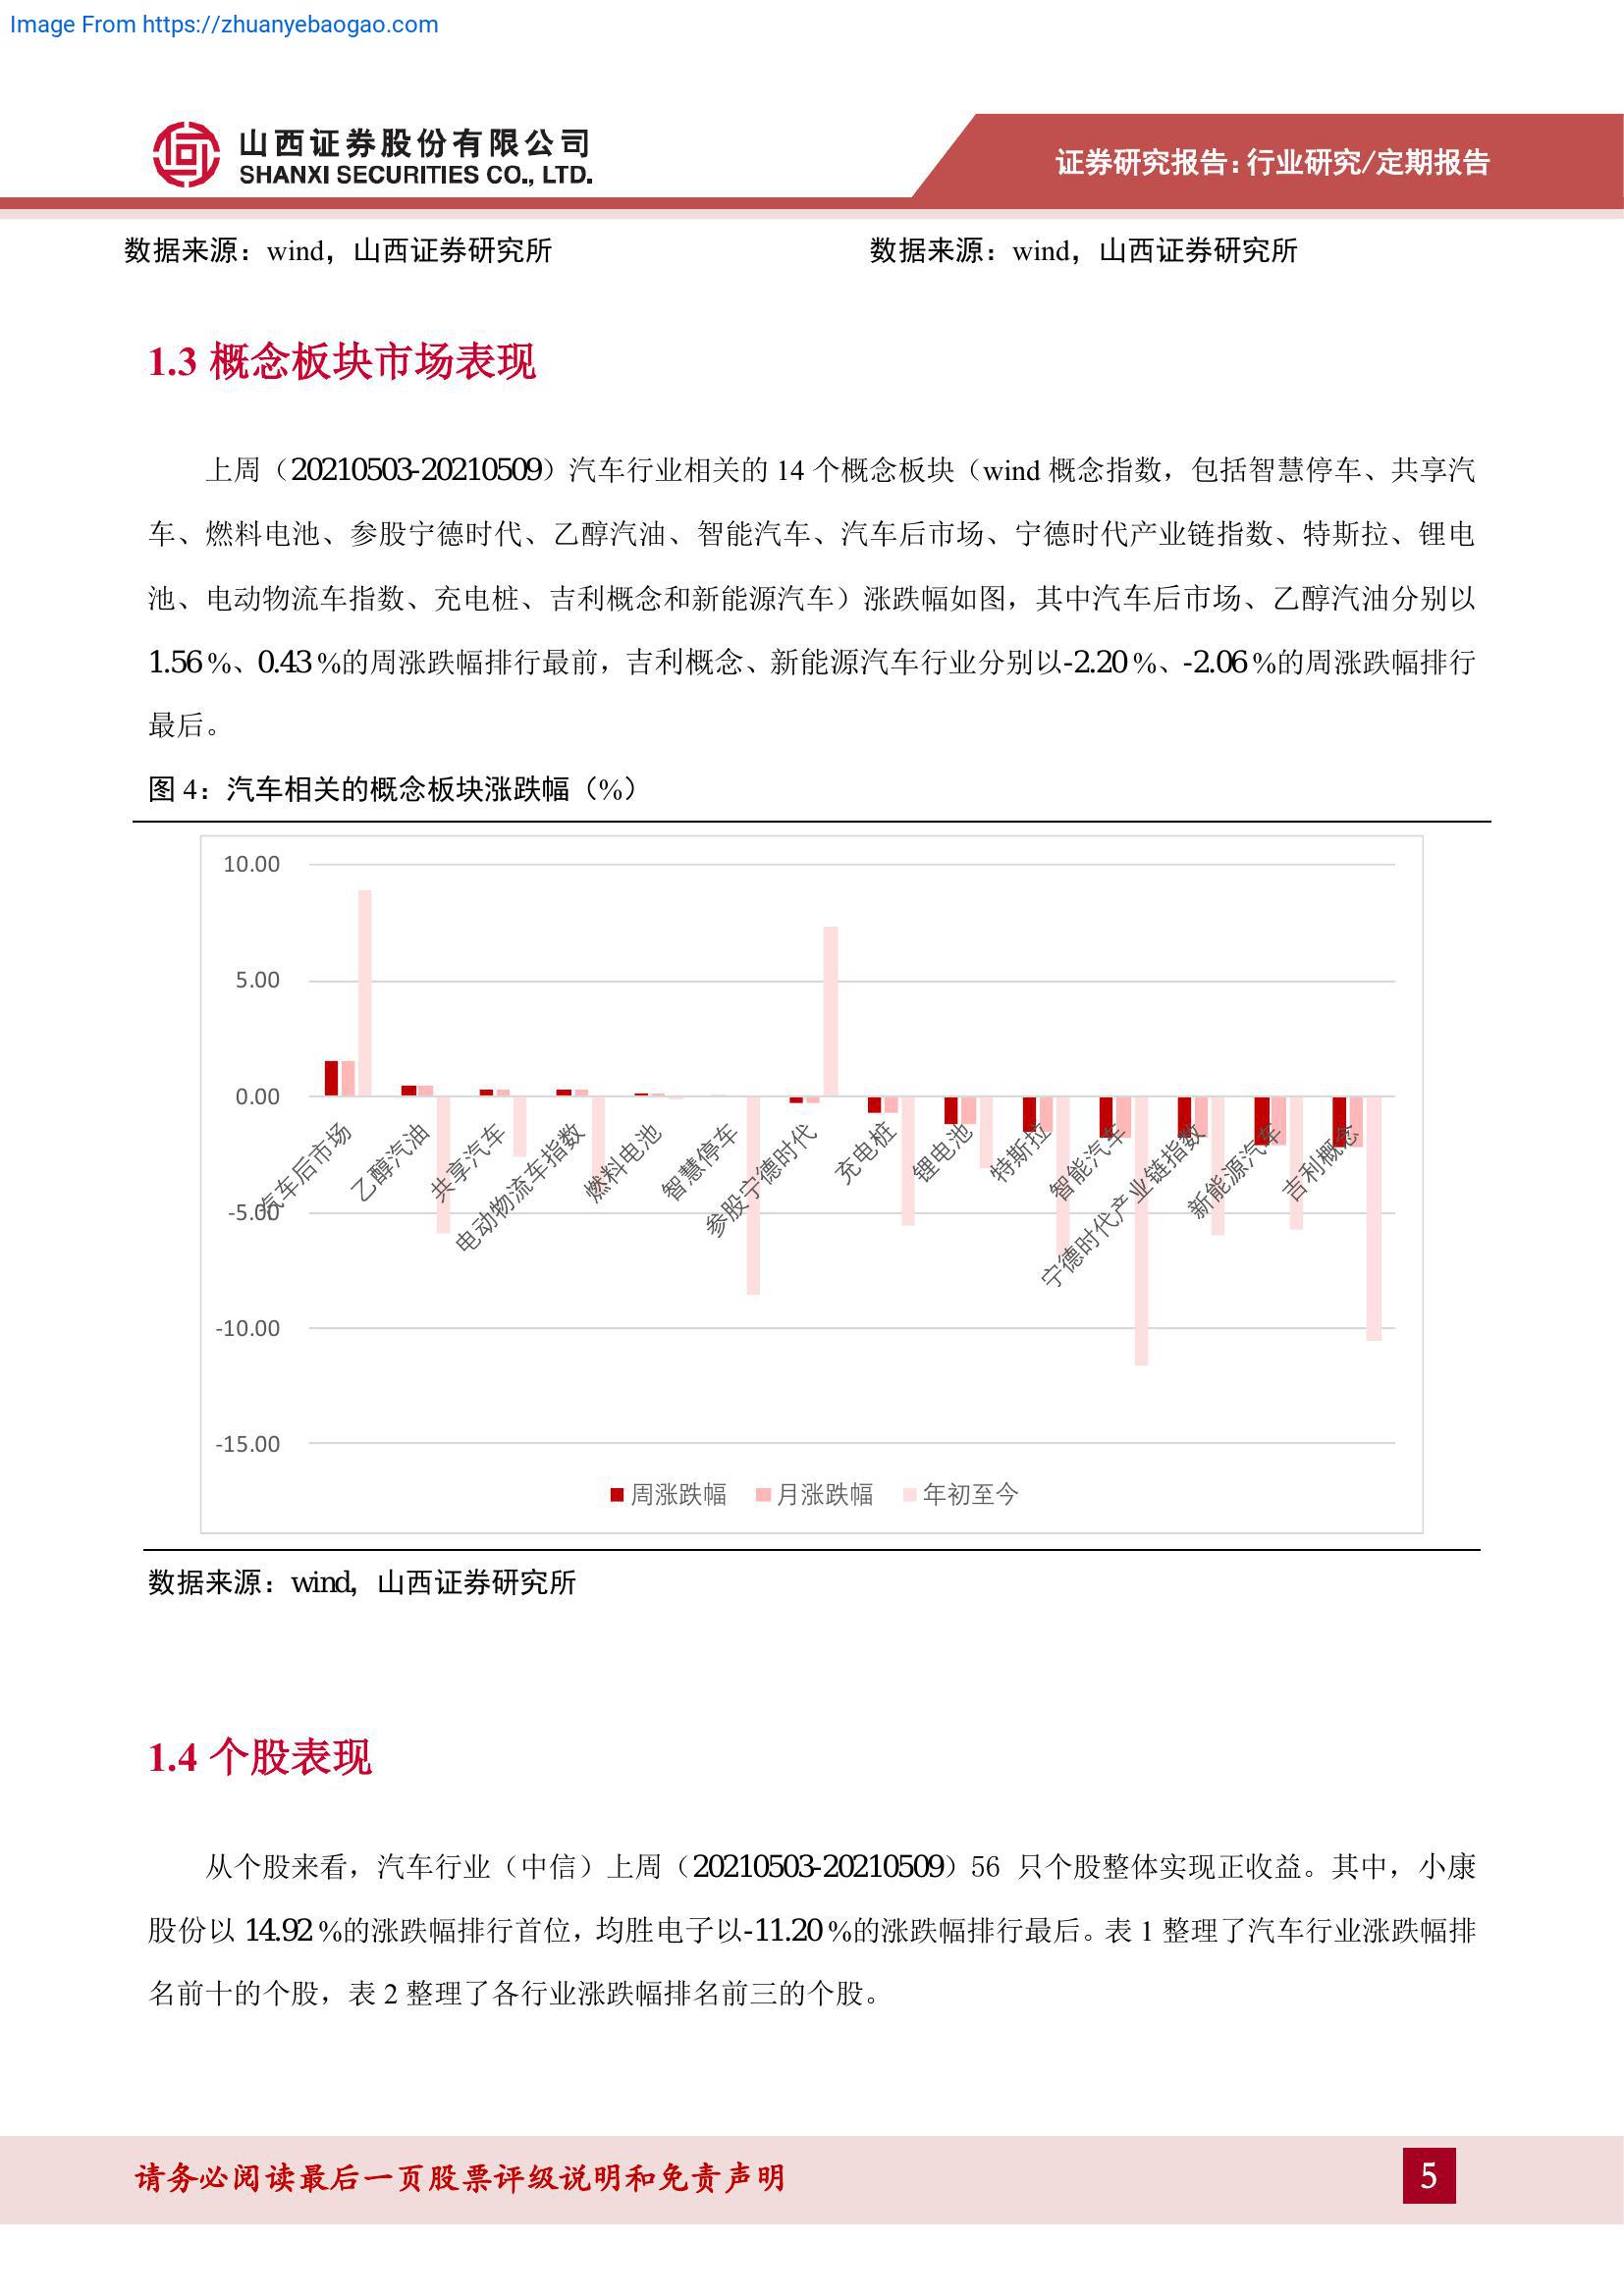 Image From https://zhuanyebaogao.com
山西证券股份有限公司
SHANXI SECURITIES CO., LTD.
证券研究报告:行业研究/定期报告
数据来源：wind，山西证券研究所
数据来源：wind，山西证券研究所
1.3 概念板块市场表现
上周（20210503-20210509）汽车行业相关的 14 个概念板块（wind 概念指数，包括智慧停车、共享汽
车、燃料电池、参股宁德时代、乙醇汽油、智能汽车、汽车后市场、宁德时代产业链指数、特斯拉、锂电
池、电动物流车指数、充电桩、吉利概念和新能源汽车）涨跌幅如图，其中汽车后市场、乙醇汽油分别以
1.56 %、0.43 %的周涨跌幅排行最前，吉利概念、新能源汽车行业分别以-2.20 %、-2.06 %的周涨跌幅排行
最后。
图 4：汽车相关的概念板块涨跌幅（%）
10.00
5.00
0.00
-5.00
-10.00
-15.00
汽车后市场
乙醇汽油
共享汽车
电动物流车指数
燃料电池
智慧停车
参股宁德时代
充电桩
锂电池
特斯拉
智能汽车
宁德时代产业链指数
新能源汽车
吉利概念
周涨跌幅 月涨跌幅 年初至今
数据来源：wind，山西证券研究所
1.4 个股表现
从个股来看，汽车行业（中信）上周（20210503-20210509）56 只个股整体实现正收益。其中，小康
股份以 14.92 %的涨跌幅排行首位，均胜电子以-11.20 %的涨跌幅排行最后。表 1 整理了汽车行业涨跌幅排
名前十的个股，表 2 整理了各行业涨跌幅排名前三的个股。
请务必阅读最后一页股票评级说明和免责声明
5